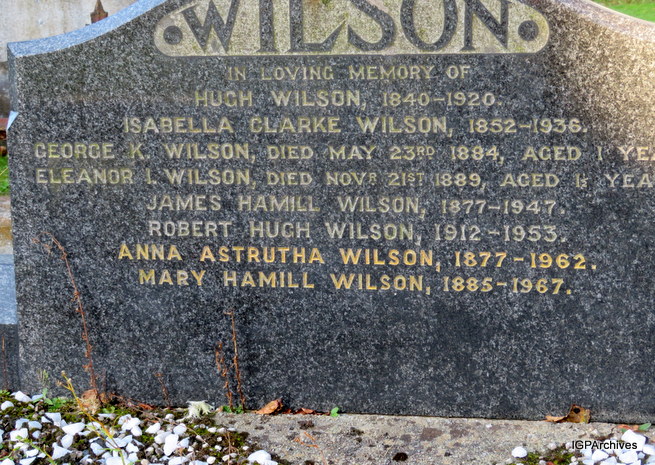 WILSON
IN LOVING MEMORY OF
HUGH WILSON, 1840-1920.
ISABELLA CLARKE WILSON, 1852-1936.
GEORGE K. WILSON, DIED MAY 23RD 1884, AGED 1 YEA
ELEANOR I. WILSON, DIED NOVR 21ST 1889, AGED YEA
JAMES HAMILL WILSON, 1877-1947.
ROBERT HUGH WILSON, 1912-1953.
ANNA ASTRUTHA WILSON, 1877-1962.
MARY HAMILL WILSON, 1885-1967.
IGPArchives